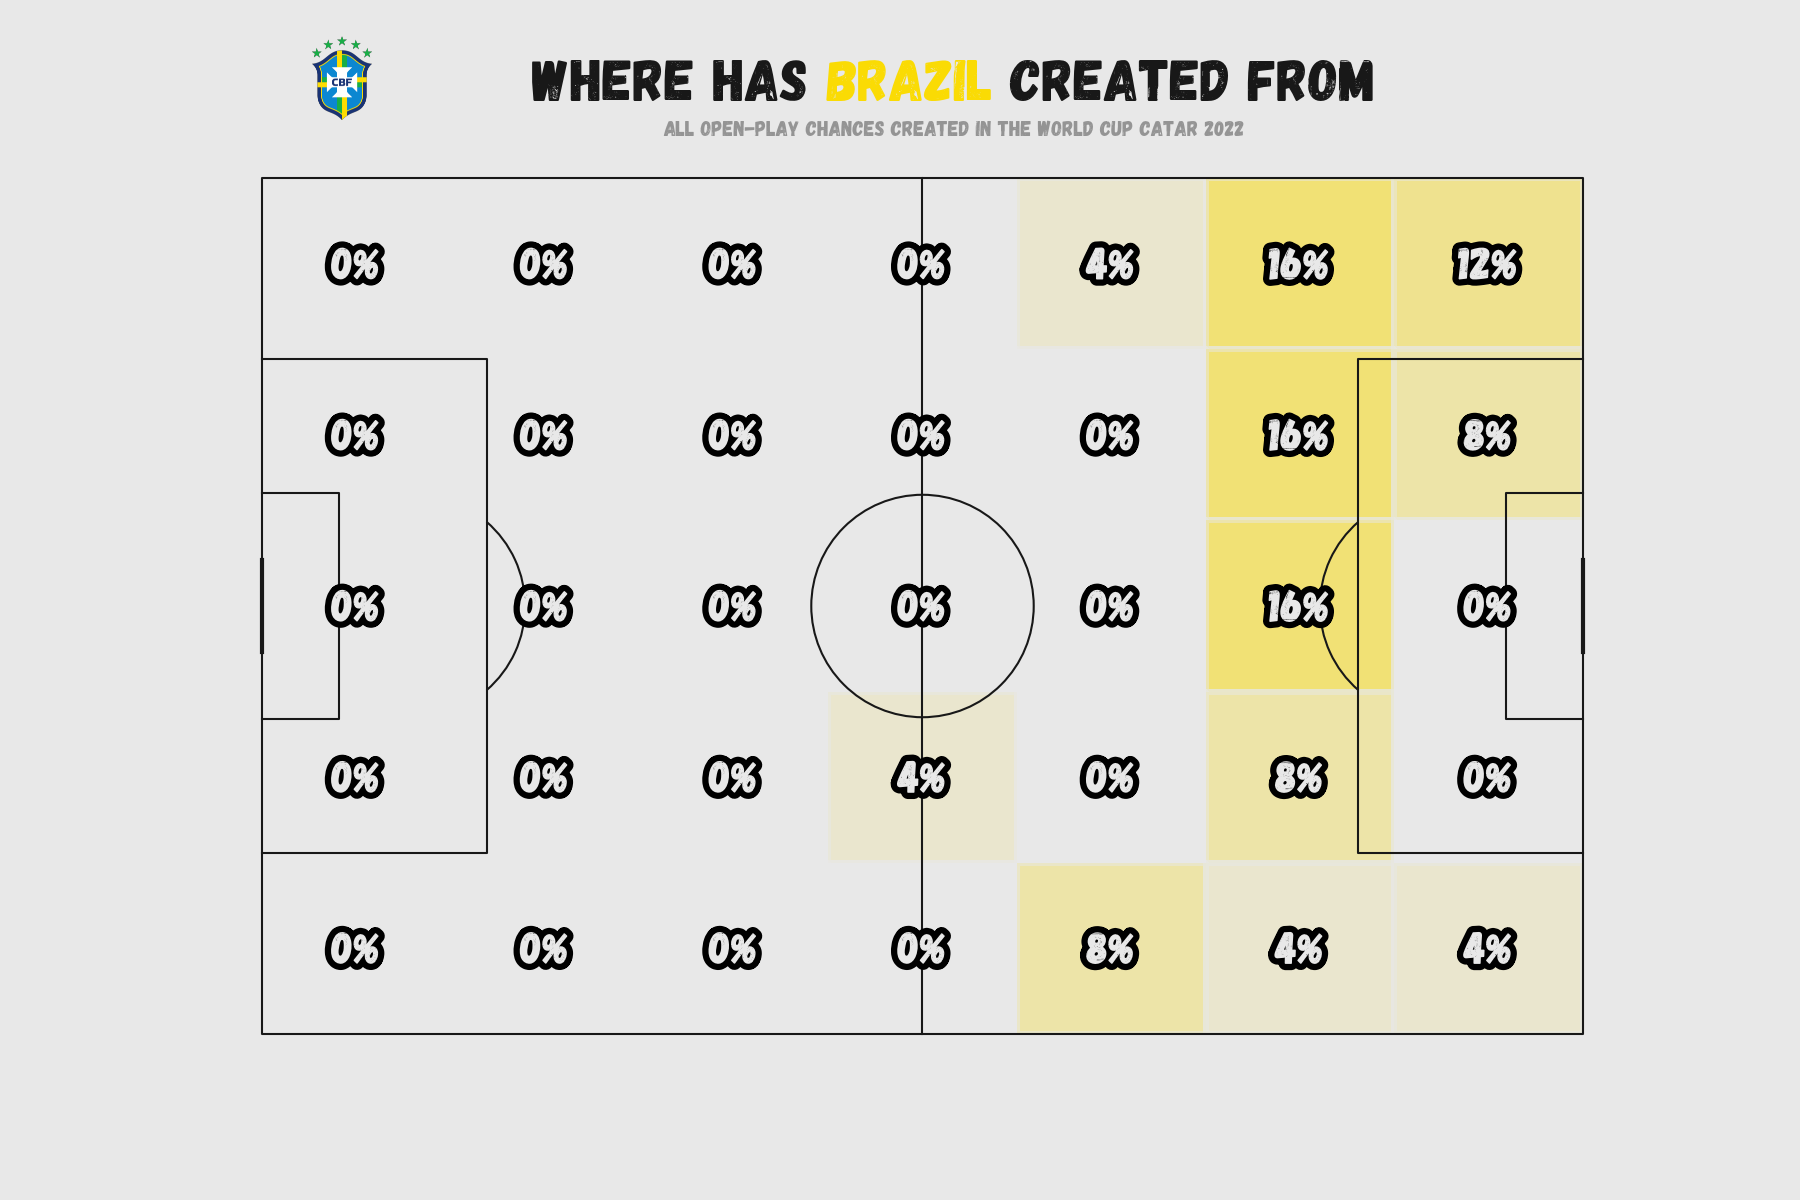 CBF
WHERE HAS BRAZIL CREATED FROM
ALL OPEN-PLAY CHANCES CREATED IN THE WORLD CUP CATAR 2022
0% 0% 0% 0% 4% 16% 12%
0% 0% 0% 0% 0% 16% 8%
0% 0% 0% 0% 0% 16% 0%
0% 0% 0% 4% 0% 8% 0%
0% 0% 0% 0% 8% 4% 4%